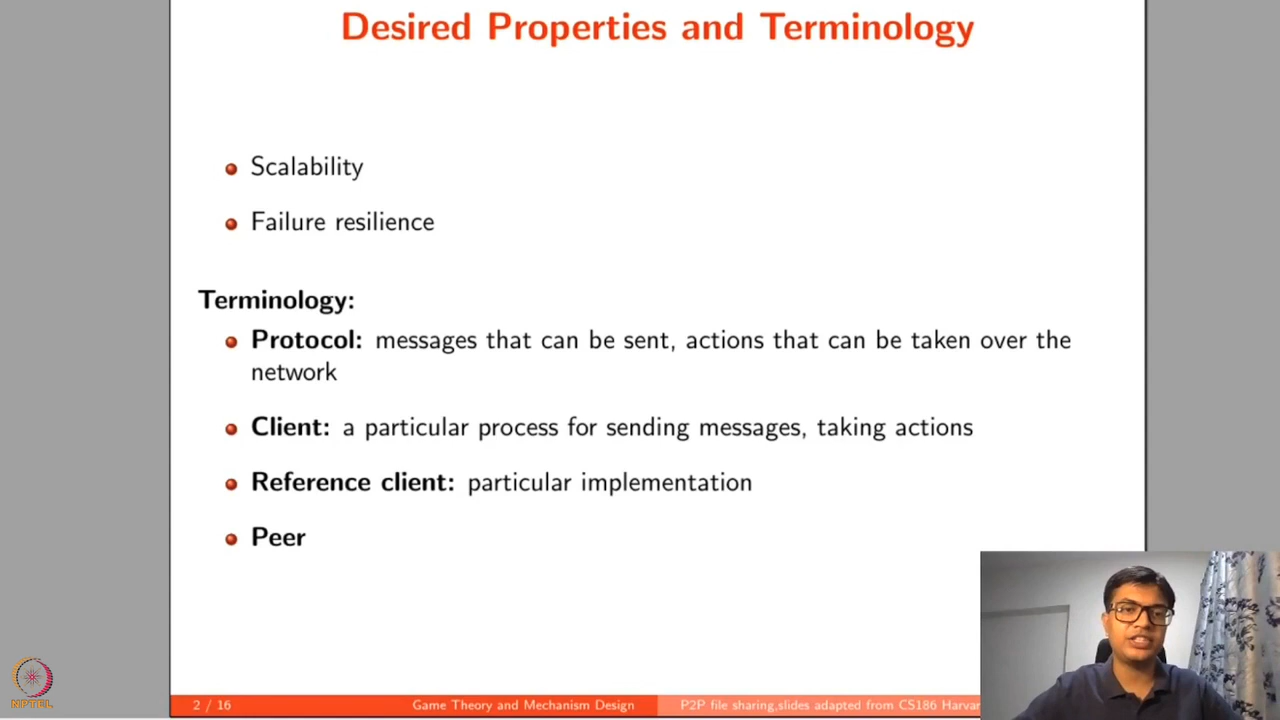 Desired Properties and Terminology
Scalability
Failure resilience
Terminology:
Protocol: messages that can be sent, actions that can be taken over the
network
Client: a particular process for sending messages, taking actions
Reference client: particular implementation
Peer
NPTEL
2 / 16
Game Theory and Mechanism Design
P2P file sharing,slides adapted from CS186 Harvar